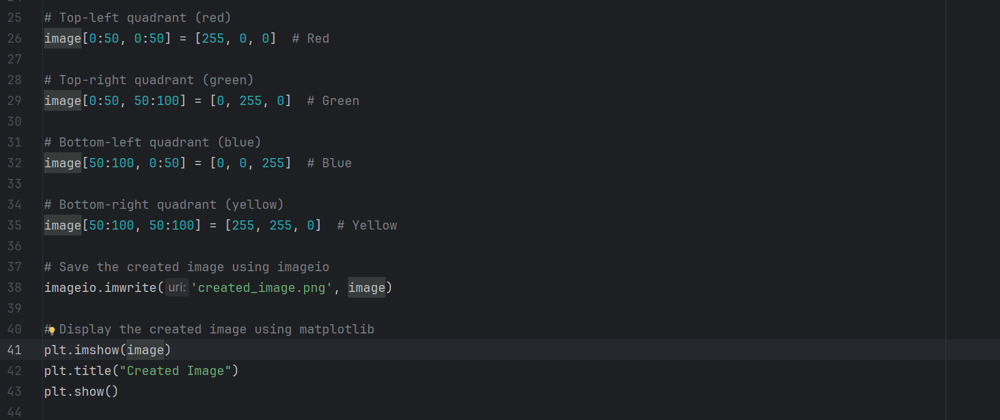 25 # Top-left quadrant (red)
26 image[0:50, 0:50] = [255, 0, 0]  # Red
27
28 # Top-right quadrant (green)
29 image[0:50, 50:100] = [0, 255, 0]  # Green
30
31 # Bottom-left quadrant (blue)
32 image[50:100, 0:50] = [0, 0, 255]  # Blue
33
34 # Bottom-right quadrant (yellow)
35 image[50:100, 50:100] = [255, 255, 0]  # Yellow
36
37 # Save the created image using imageio
38 imageio.imwrite( uri: 'created_image.png', image)
39
40 # Display the created image using matplotlib
41 plt.imshow(image)
42 plt.title("Created Image")
43 plt.show()
44